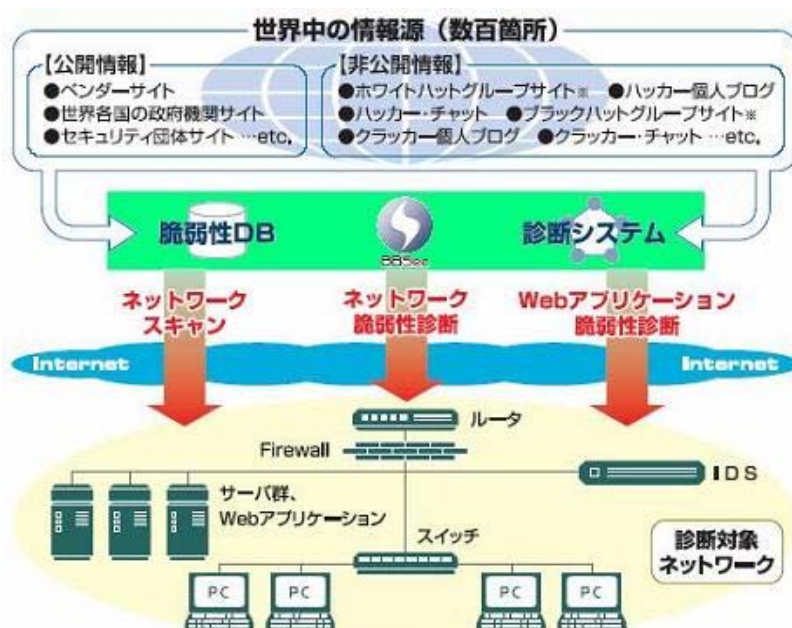 世界中の情報源（数百箇所）
【公開情報】
●ベンダーサイト
●世界各国の政府機関サイト
●セキュリティ団体サイト …etc.
【非公開情報】
●ホワイトハットグループサイト※ ●ハッカー個人ブログ
●ハッカー・チャット ●ブラックハットグループサイト※
●クラッカー個人ブログ ●クラッカー・チャット …etc.
脆弱性DB
BBSec
診断システム
ネットワーク
スキャン
ネットワーク
脆弱性診断
Webアプリケーション
脆弱性診断
Internet
Internet
ルータ
Firewall
IDS
サーバ群、
Webアプリケーション
スイッチ
診断対象
ネットワーク
PC
PC
PC
PC